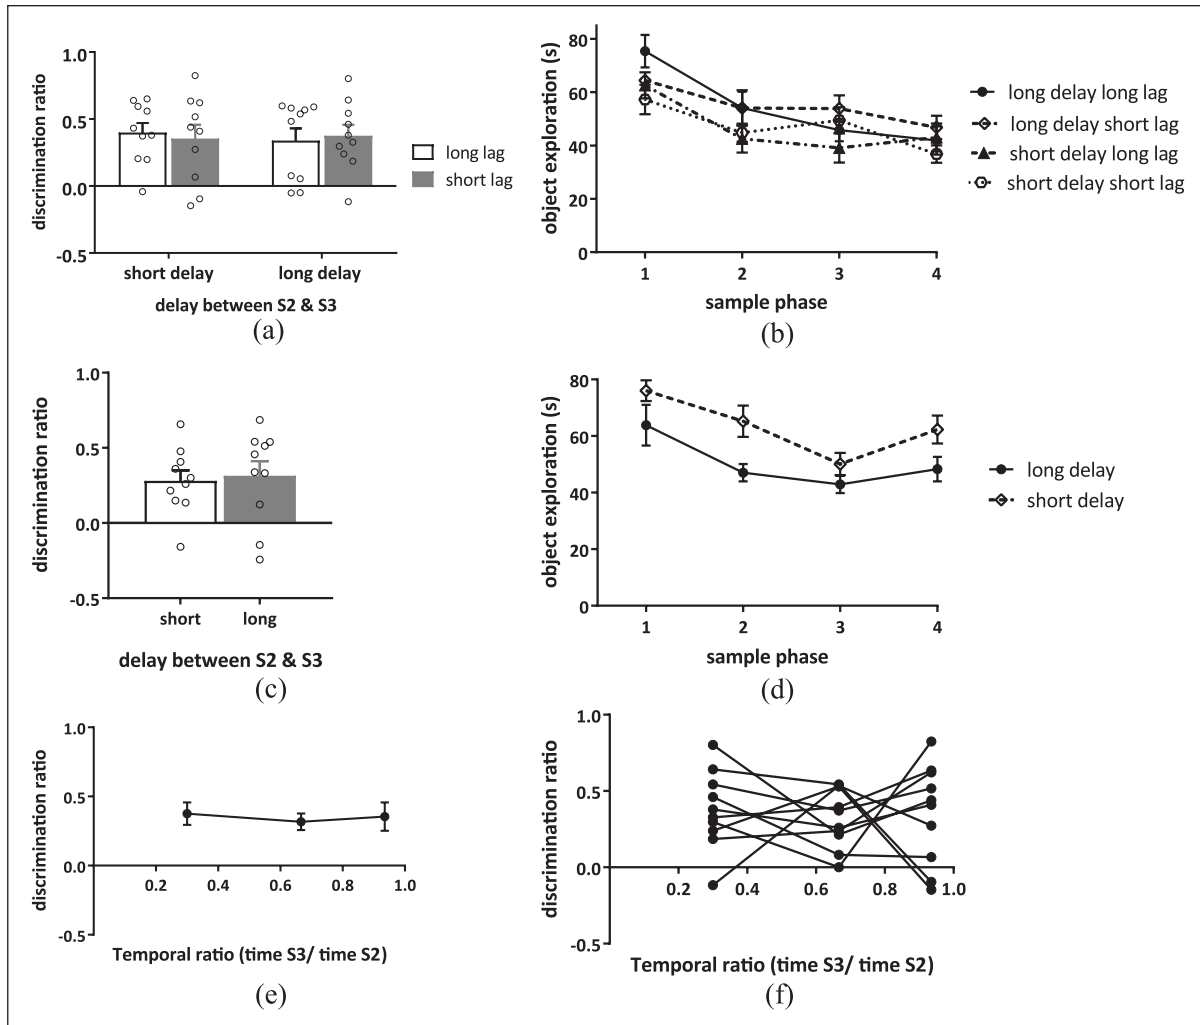 1.0
0.5
0.0
-0.5
discrimination ratio
short delay
long delay
delay between S2 & S3
long lag
short lag
(a)
80
60
40
20
0
object exploration (s)
1
2
3
4
sample phase
long delay long lag
long delay short lag
short delay long lag
short delay short lag
(b)
1.0
0.5
0.0
-0.5
discrimination ratio
short
long
delay between S2 & S3
(c)
80
60
40
20
0
object exploration (s)
1
2
3
4
sample phase
long delay
short delay
(d)
1.0
0.5
0.0
-0.5
discrimination ratio
0.2
0.4
0.6
0.8
1.0
Temporal ratio (time S3/ time S2)
(e)
1.0
0.5
0.0
-0.5
discrimination ratio
0.2
0.4
0.6
0.8
1.0
Temporal ratio (time S3/ time S2)
(f)